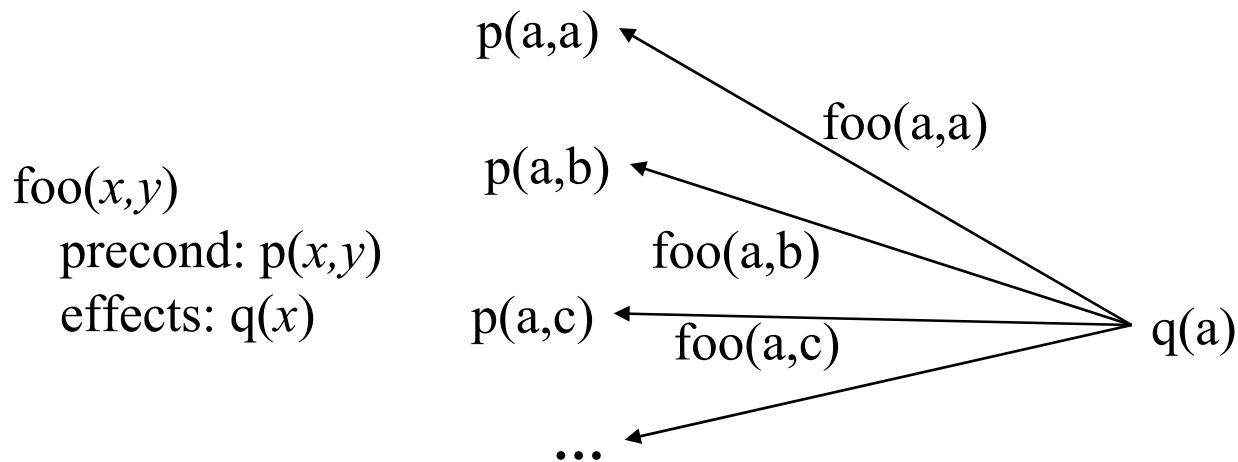 foo(x,y)
precond: p(x,y)
effects: q(x)
p(a,a)
foo(a,a)
p(a,b)
foo(a,b)
p(a,c)
foo(a,c)
q(a)
...